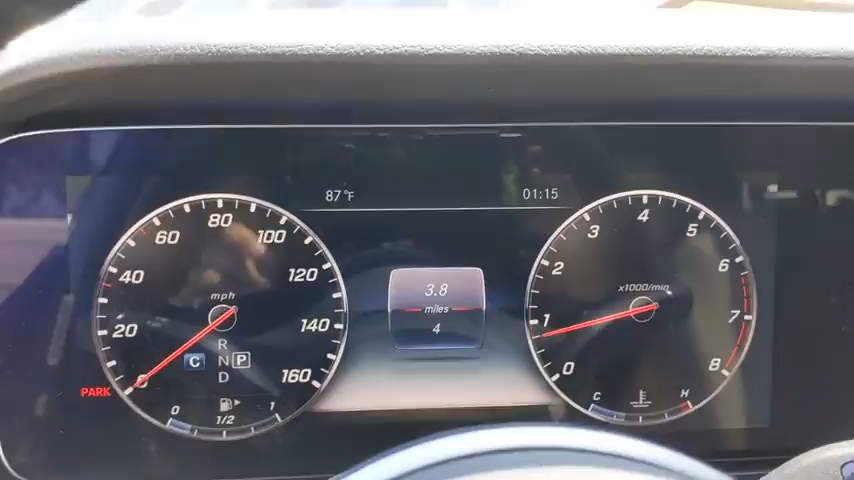 87°F 01:15
80
60 100
40 120
mph
20 140
0 160
R
N
D
C
P
PARK
0 1/2 1
3.8
miles
4
4
3 5
2 6
x1000/min
1 7
0 8
C H